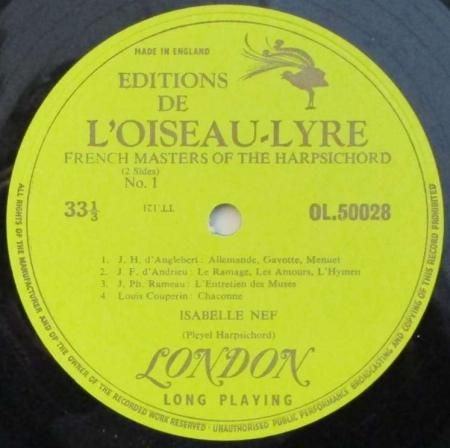 MADE IN ENGLAND
EDITIONS
DE
L'OISEAU-LYRE
FRENCH MASTERS OF THE HARPSICHORD
(2 Sides)
No. 1
33⅓
TT.121
OL.50028
1. J. H. d'Anglebert: Allemande, Gavotte, Menuet
2. J. F. d'Andrieu: Le Ramage, Les Amours, L'Hymen
3. J. Ph. Rameau: L'Entretien des Muses
4 Louis Couperin: Chaconne
ISABELLE NEF
(Pleyel Harpsichord)
LONDON
LONG PLAYING
ALL RIGHTS OF THE MANUFACTURER AND OF THE OWNER OF THE RECORDED WORK RESERVED · UNAUTHORISED PUBLIC PERFORMANCE BROADCASTING AND COPYING OF THIS RECORD PROHIBITED